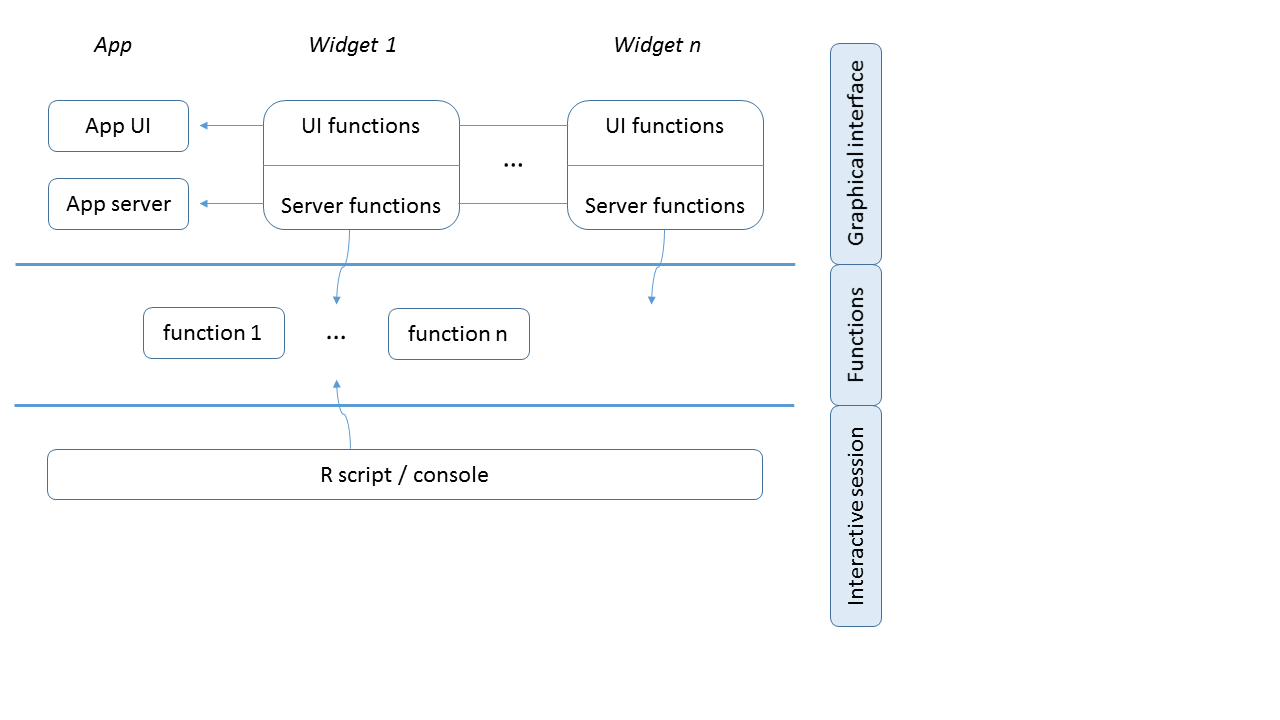 App
Widget 1
Widget n
App UI
UI functions
UI functions
...
App server
Server functions
Server functions
function 1
...
function n
R script / console
Graphical interface
Functions
Interactive session